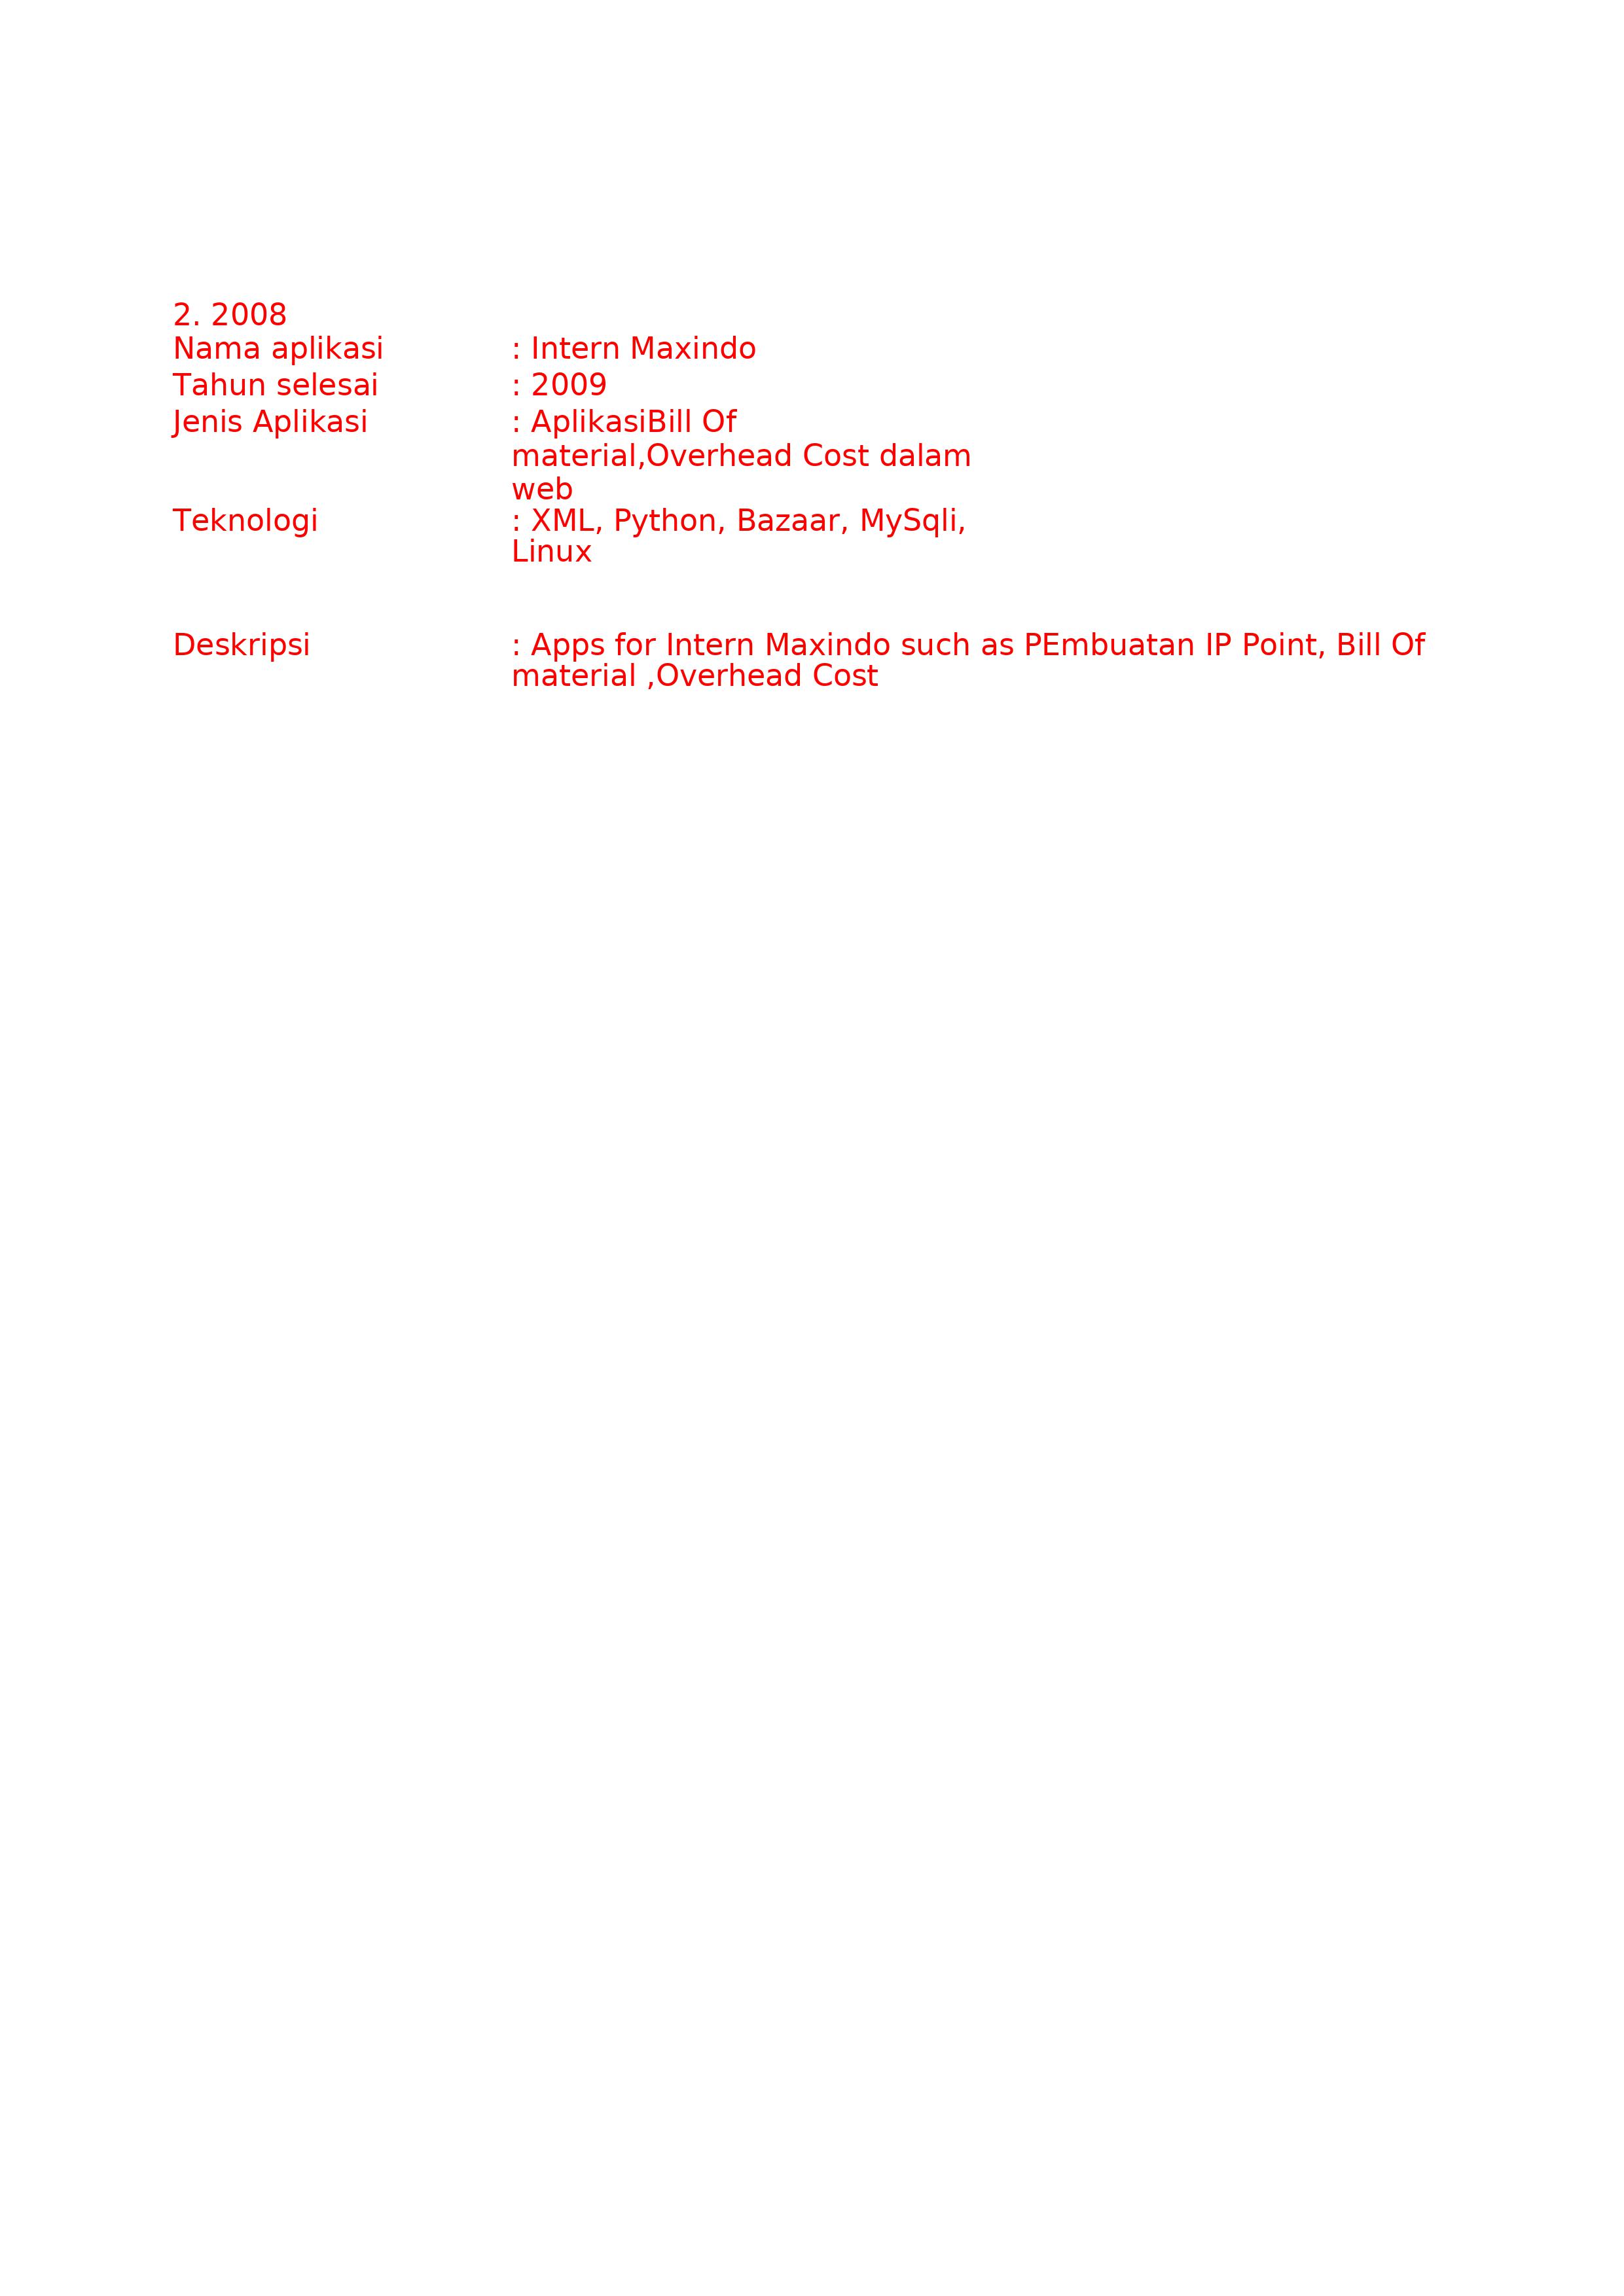 2. 2008
Nama aplikasi : Intern Maxindo
Tahun selesai : 2009
Jenis Aplikasi : AplikasiBill Of
material,Overhead Cost dalam
web
Teknologi : XML, Python, Bazaar, MySqli,
Linux
Deskripsi : Apps for Intern Maxindo such as PEmbuatan IP Point, Bill Of
material ,Overhead Cost